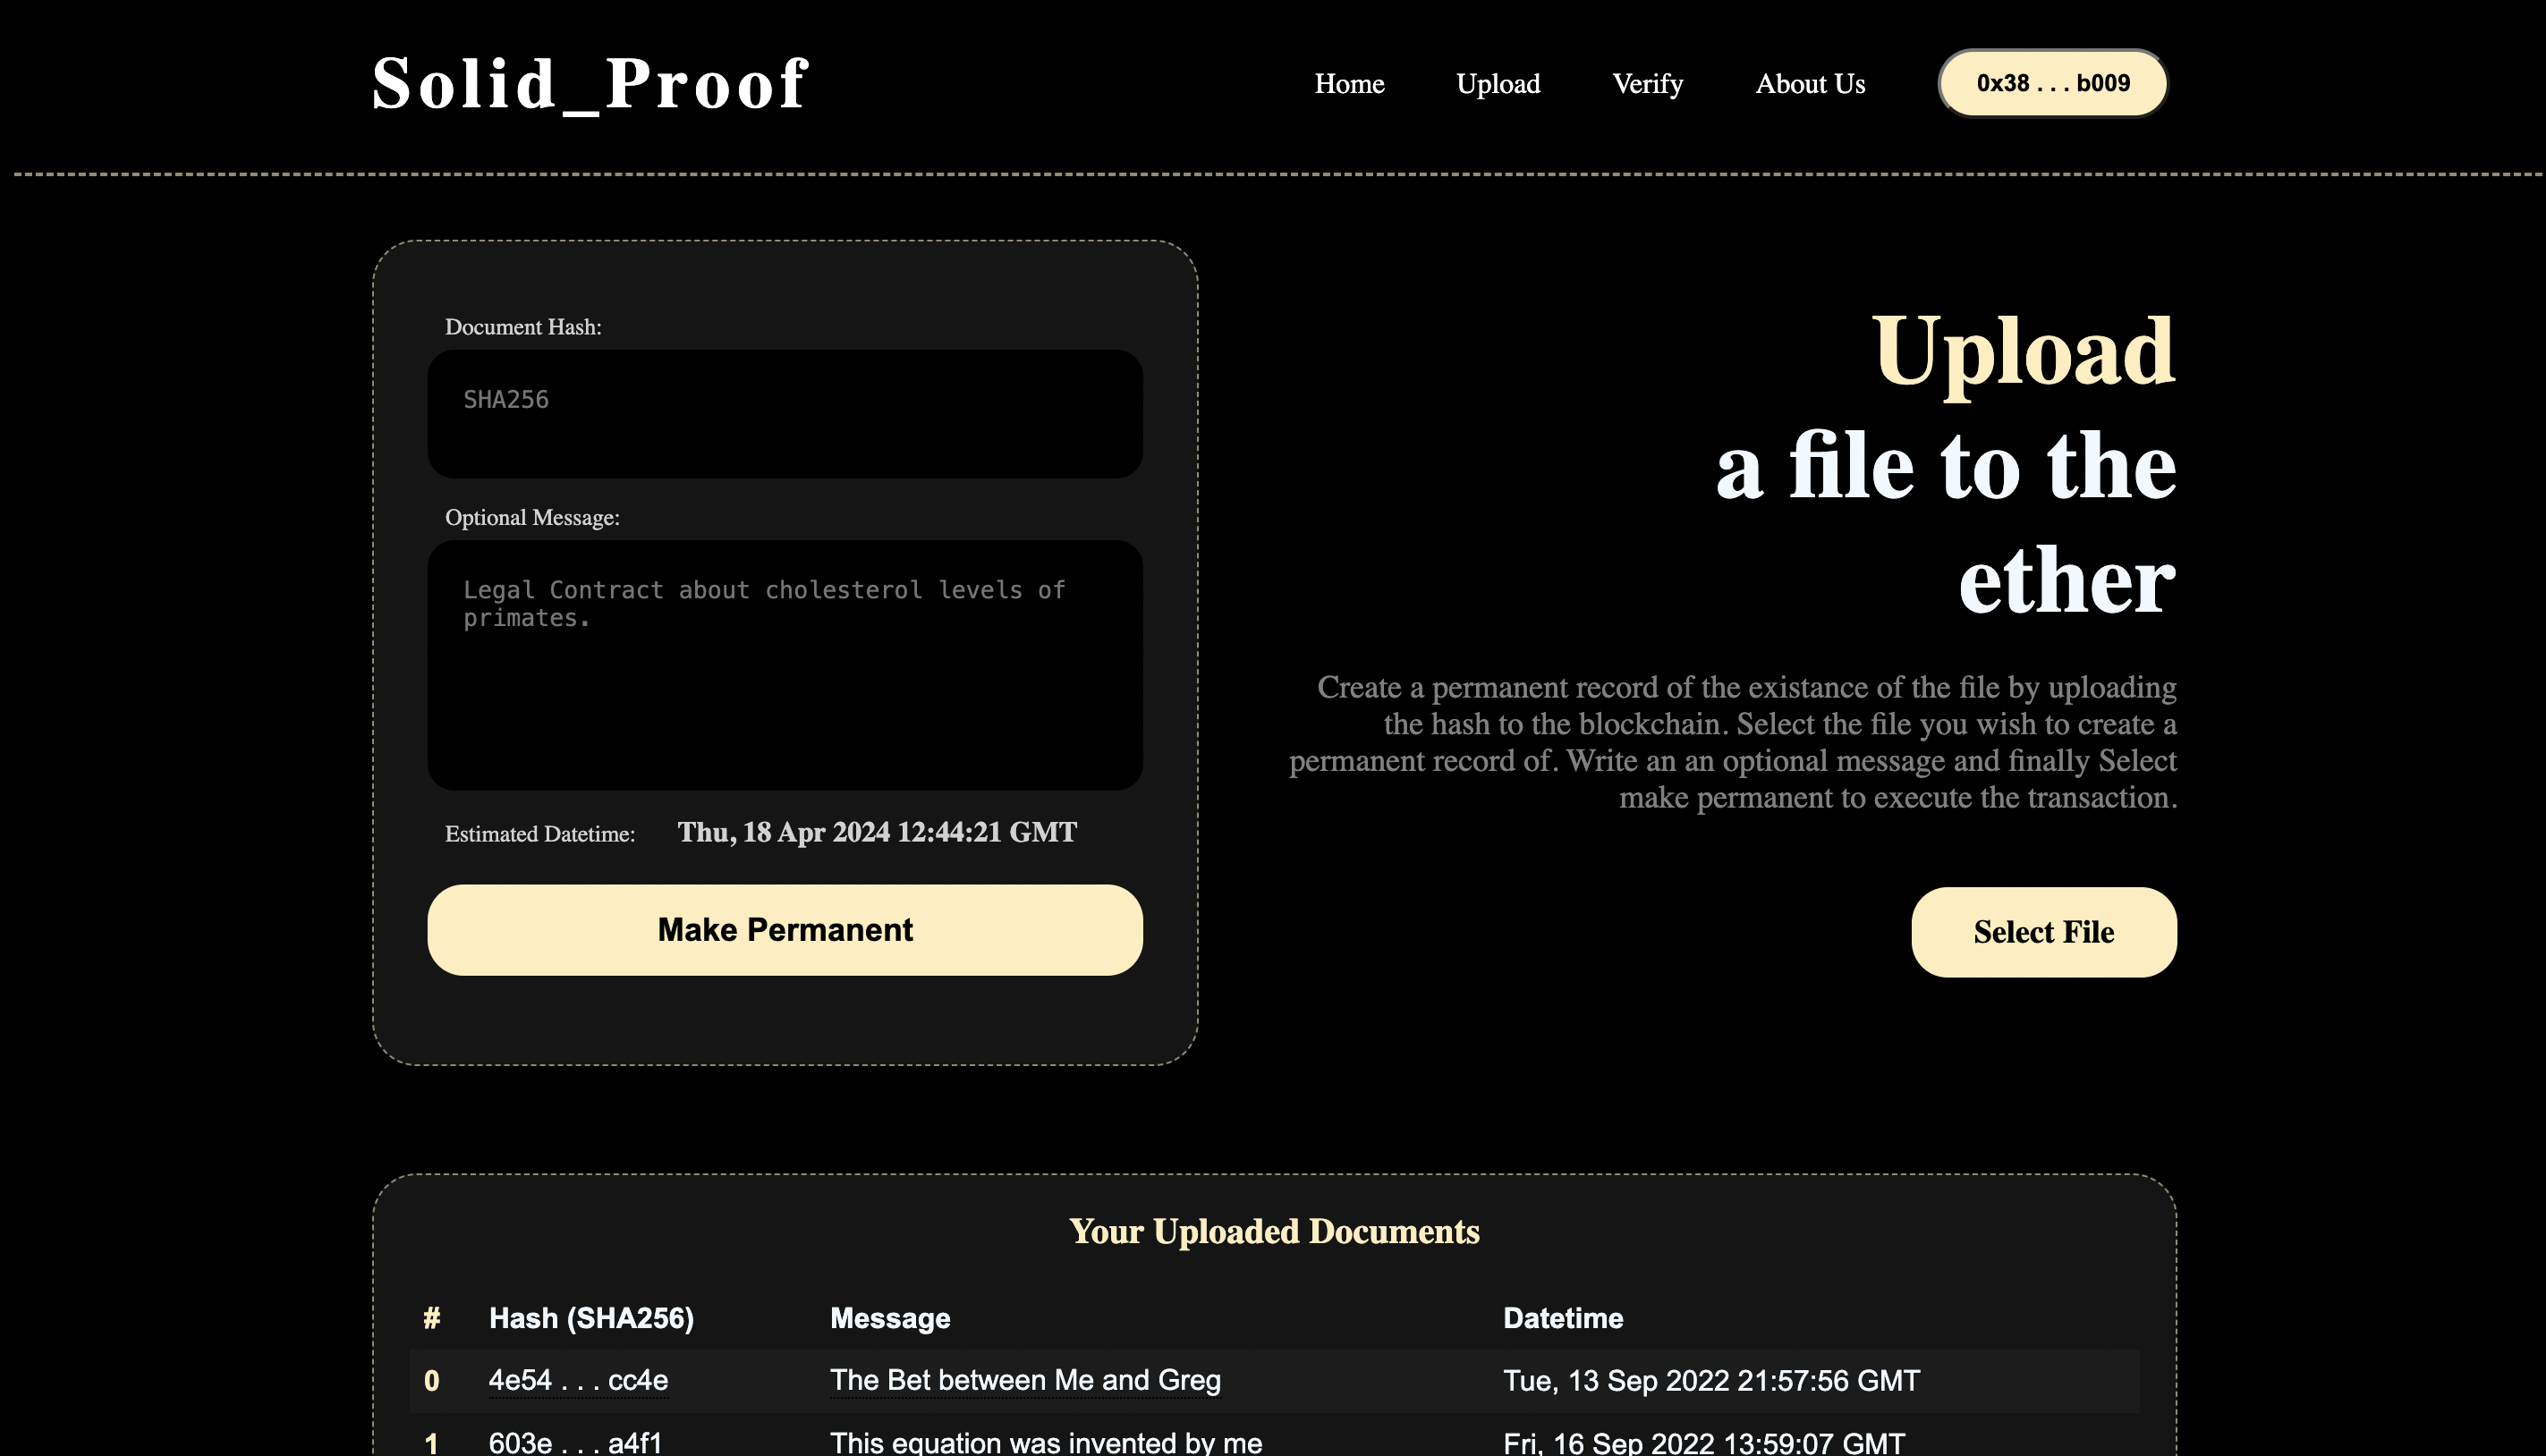 Solid_Proof
Home Upload Verify About Us 0x38 . . . b009
Document Hash:
SHA256
Optional Message:
Legal Contract about cholesterol levels of
primates.
Estimated Datetime: Thu, 18 Apr 2024 12:44:21 GMT
Make Permanent
Upload
a file to the
ether
Create a permanent record of the existance of the file by uploading
the hash to the blockchain. Select the file you wish to create a
permanent record of. Write an an optional message and finally Select
make permanent to execute the transaction.
Select File
Your Uploaded Documents
# Hash (SHA256) Message Datetime
0 4e54 . . . cc4e The Bet between Me and Greg Tue, 13 Sep 2022 21:57:56 GMT
1 603e . . . a4f1 This equation was invented by me Fri, 16 Sep 2022 13:59:07 GMT